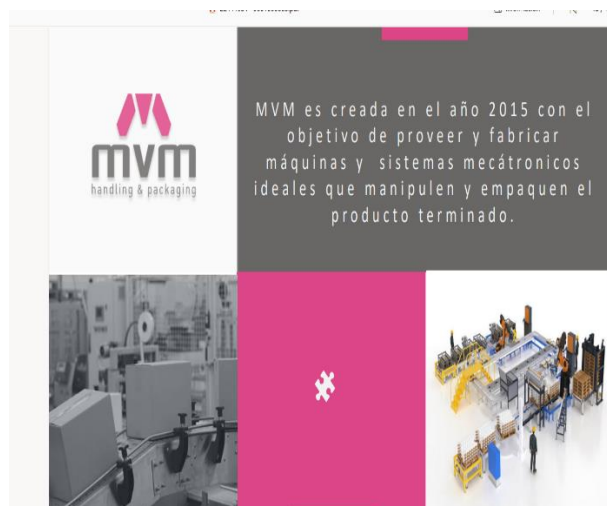 mvm
handling & packaging
MVM es creada en el año 2015 con el
objetivo de proveer y fabricar
máquinas y sistemas mecátronicos
ideales que manipulen y empaquen el
producto terminado.